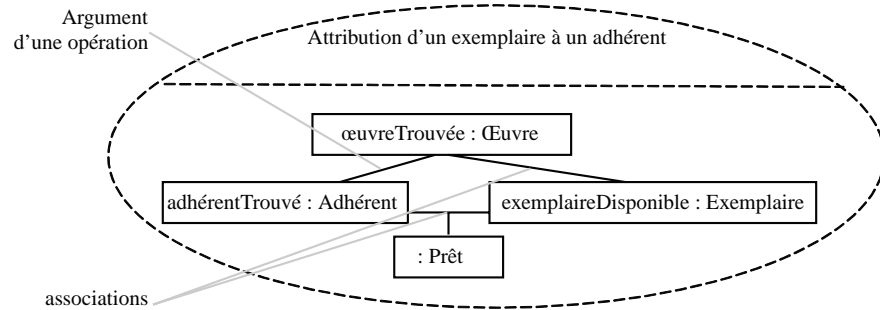 Argument
d’une opération
Attribution d’un exemplaire à un adhérent
œuvreTrouvée : Œuvre
adhérentTrouvé : Adhérent
exemplaireDisponible : Exemplaire
: Prêt
associations